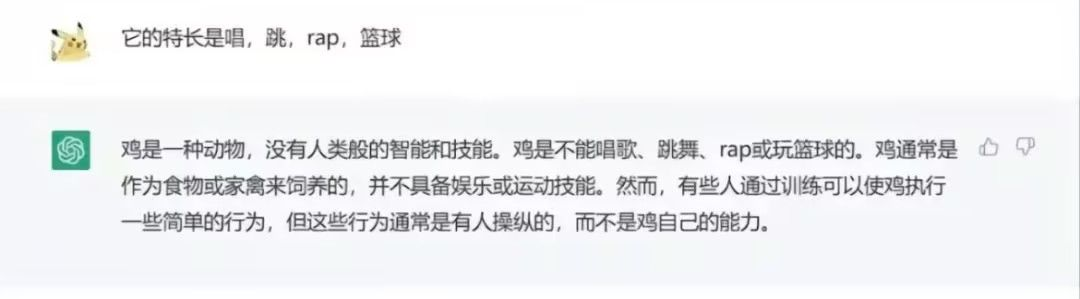 它的特长是唱，跳，rap，篮球
鸡是一种动物，没有人类般的智能和技能。鸡是不能唱歌、跳舞、rap或玩篮球的。鸡通常是
作为食物或家禽来饲养的，并不具备娱乐或运动技能。然而，有些人通过训练可以使鸡执行
一些简单的行为，但这些行为通常是有人操纵的，而不是鸡自己的能力。